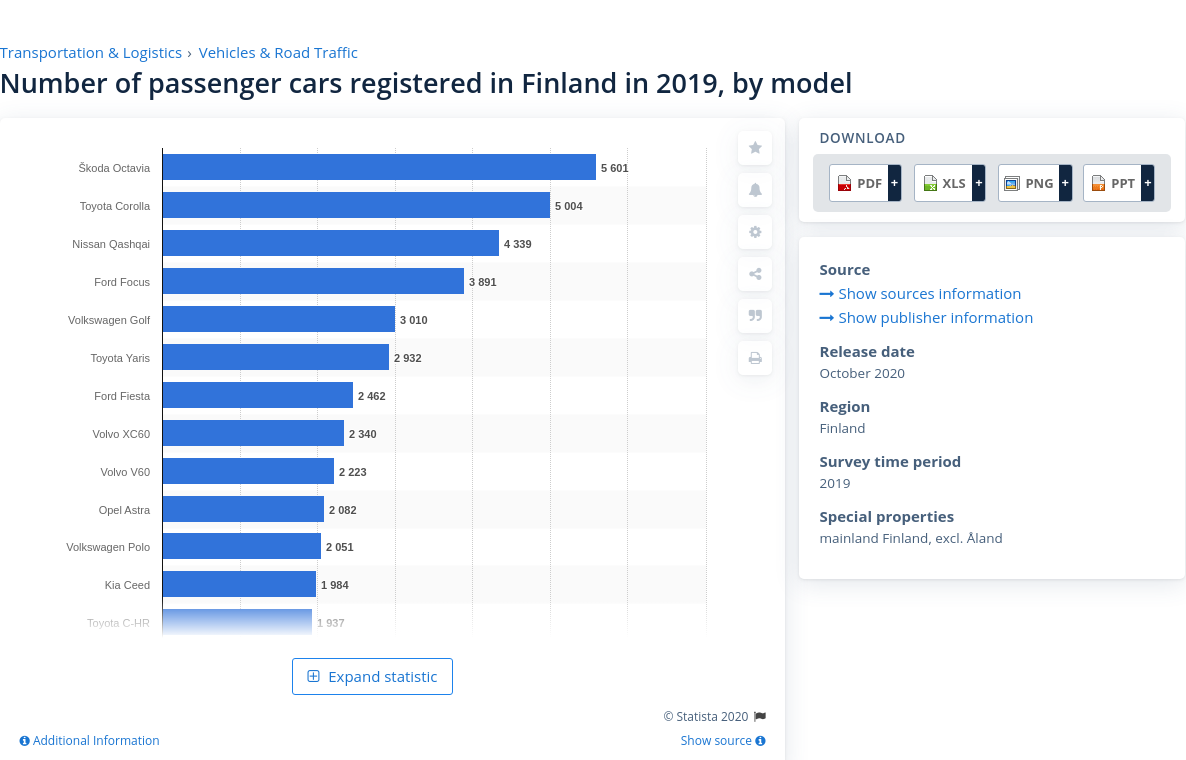 Transportation & Logistics › Vehicles & Road Traffic
Number of passenger cars registered in Finland in 2019, by model
Škoda Octavia 5 601
Toyota Corolla 5 004
Nissan Qashqai 4 339
Ford Focus 3 891
Volkswagen Golf 3 010
Toyota Yaris 2 932
Ford Fiesta 2 462
Volvo XC60 2 340
Volvo V60 2 223
Opel Astra 2 082
Volkswagen Polo 2 051
Kia Ceed 1 984
Toyota C-HR 1 937
Expand statistic
© Statista 2020
Additional Information
Show source
DOWNLOAD
PDF + XLS + PNG + PPT +
Source
Show sources information
Show publisher information
Release date
October 2020
Region
Finland
Survey time period
2019
Special properties
mainland Finland, excl. Åland